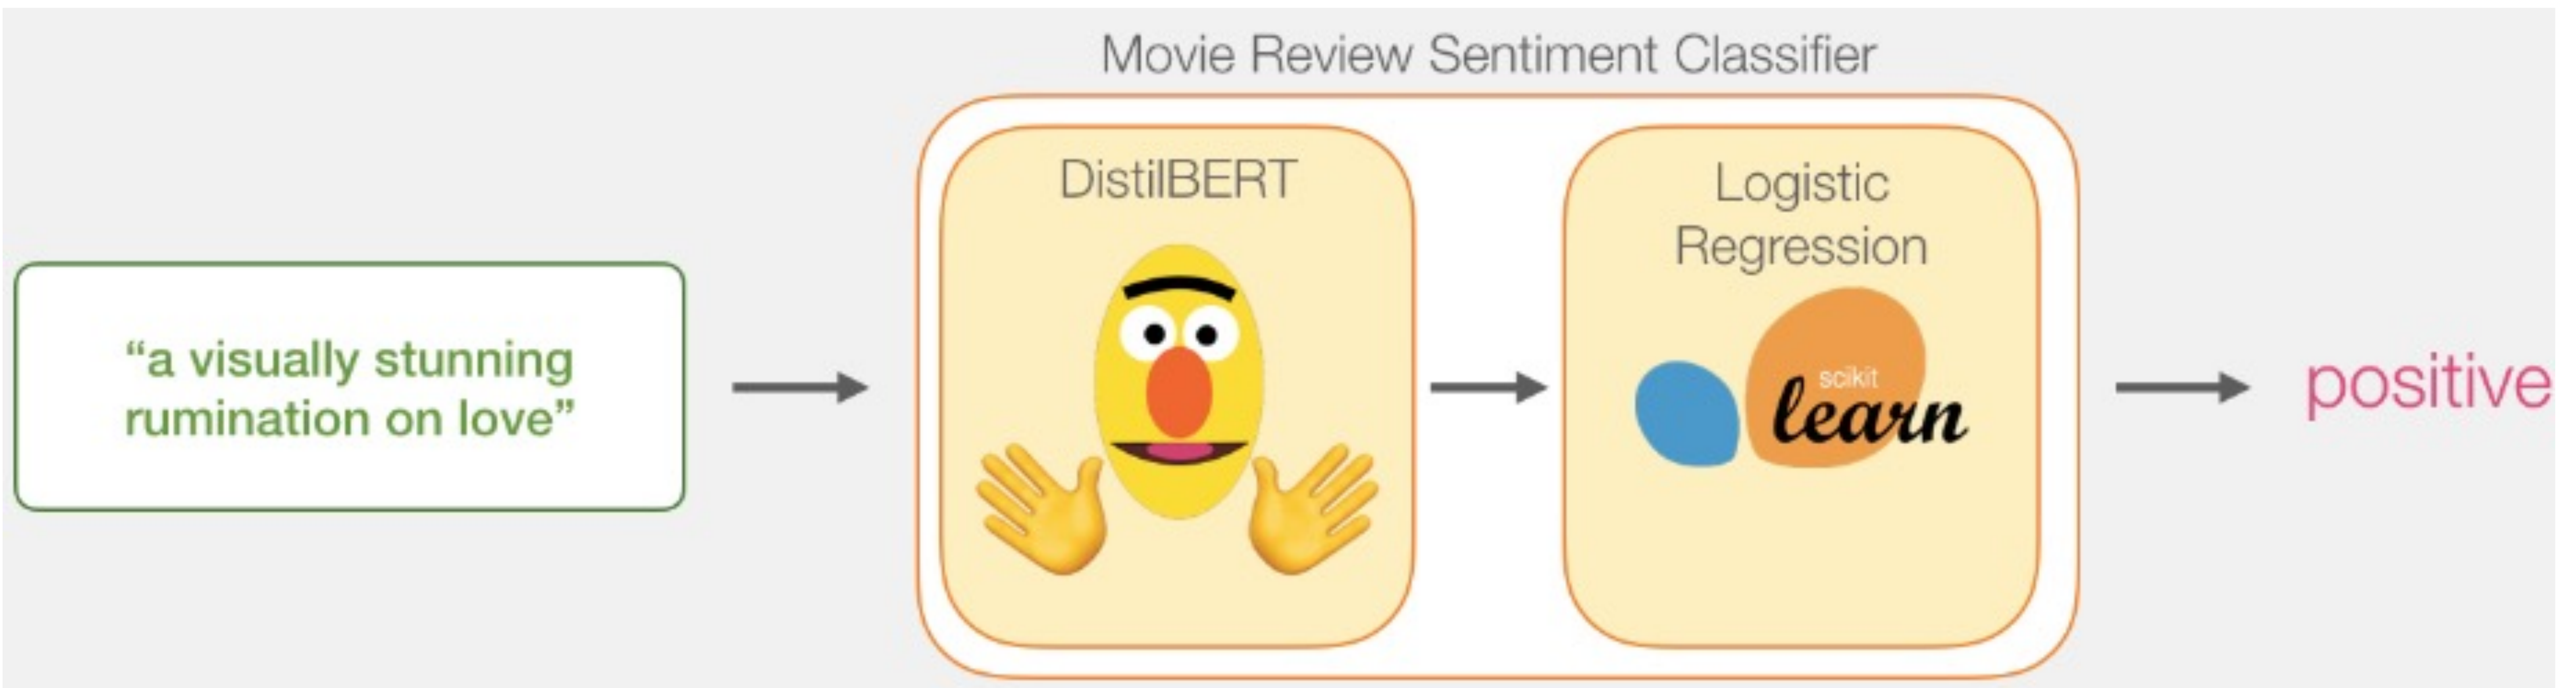 Movie Review Sentiment Classifier
DistilBERT
Logistic
Regression
“a visually stunning
rumination on love”
scikit
learn
positive